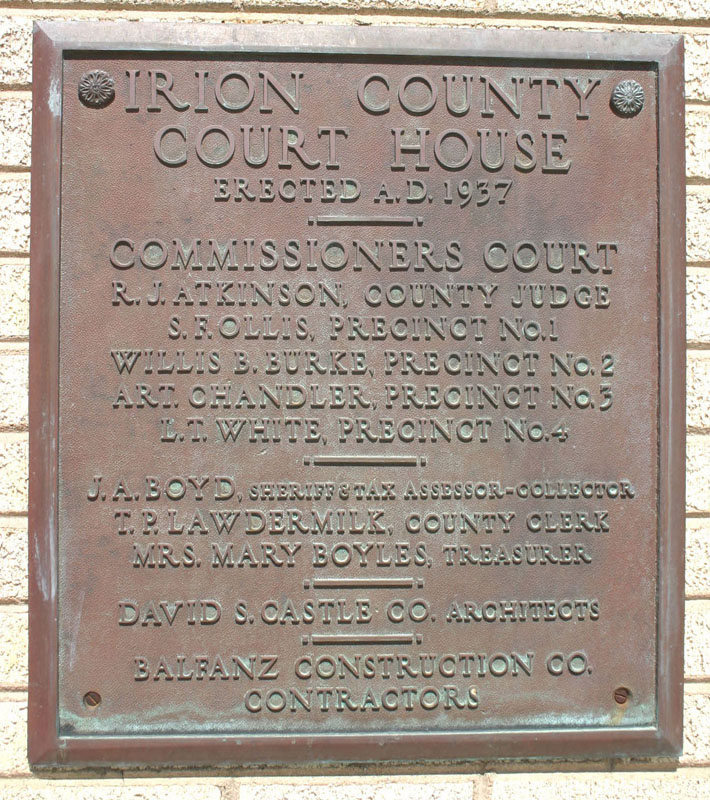 IRION COUNTY
COURT HOUSE
ERECTED A.D. 1937
COMMISSIONERS COURT
R. J. ATKINSON, COUNTY JUDGE
S. F. OLLIS, PRECINCT NO. 1
WILLIS B. BURKE, PRECINCT NO. 2
ART. CHANDLER, PRECINCT NO. 3
L. T. WHITE, PRECINCT NO. 4
J. A. BOYD, SHERIFF & TAX ASSESSOR-COLLECTOR
T. P. LAWDERMILK, COUNTY CLERK
MRS. MARY BOYLES, TREASURER
DAVID S. CASTLE CO. ARCHITECTS
BALFANZ CONSTRUCTION CO.
CONTRACTORS